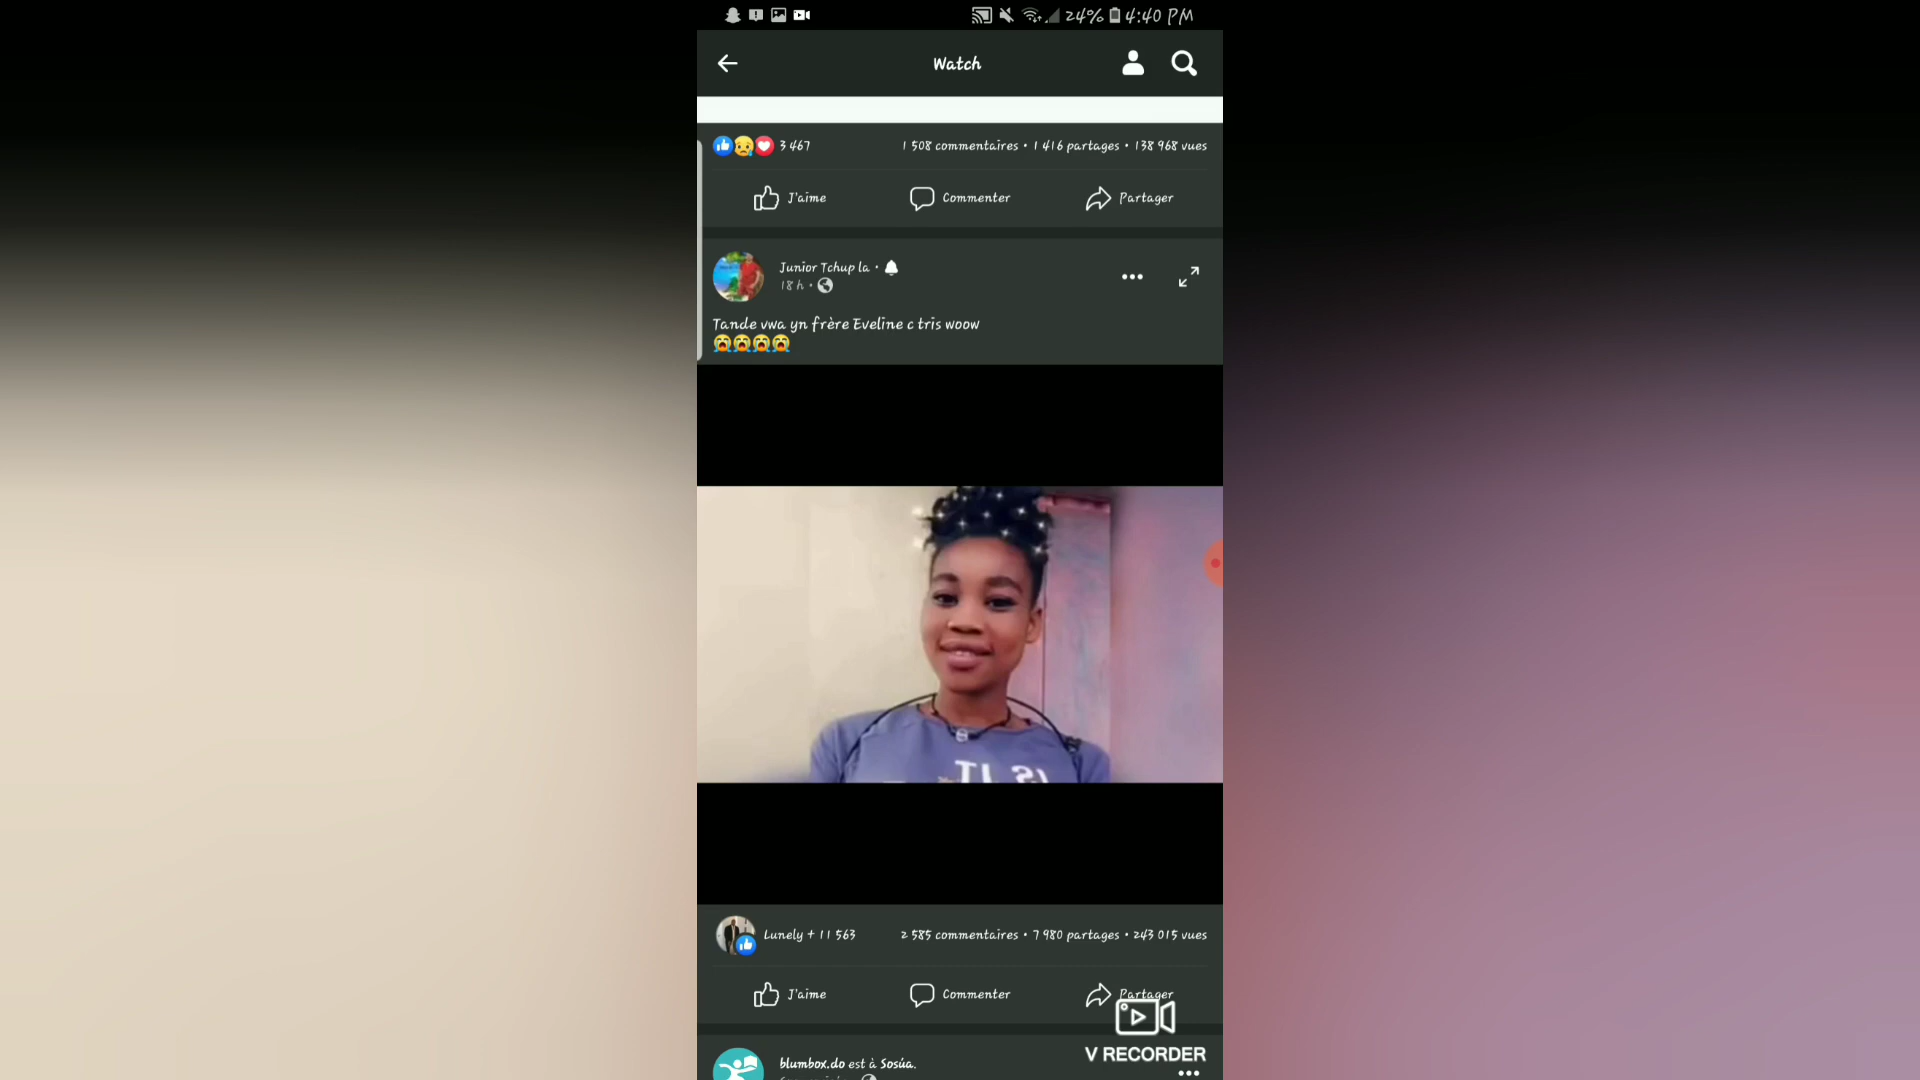 24% 4:40 PM
Watch
3 467 1 508 commentaires • 1 416 partages • 138 968 vues
J'aime Commenter Partager
Junior Tchup la •
18 h •
Tande vwa yn frère Eveline c tris woow
😭😭😭😭
Lunely + 11 563 2 585 commentaires • 7 980 partages • 243 015 vues
J'aime Commenter Partager
V RECORDER
blumbox.do est à Sosúa.